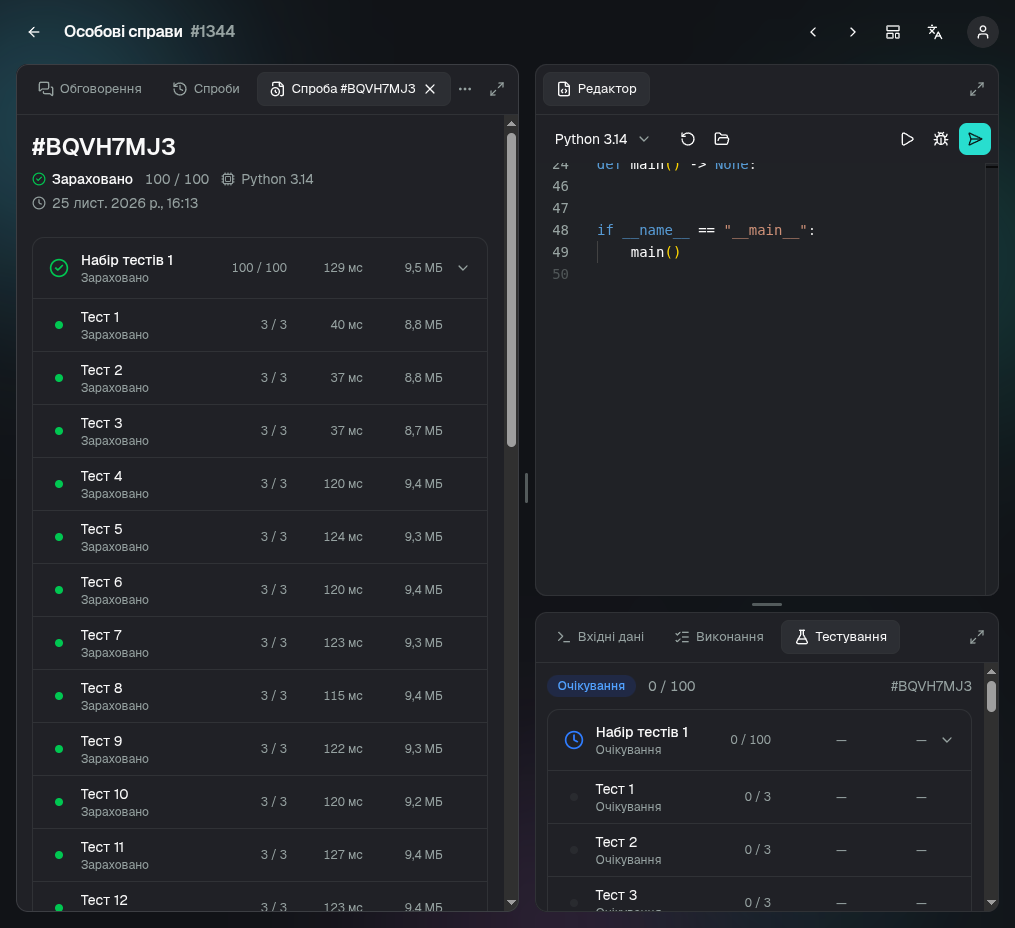 Особові справи #1344
Обговорення Спроби Спроба #BQVH7MJ3
#BQVH7MJ3
Зараховано 100 / 100 Python 3.14
25 лист. 2026 р., 16:13
Набір тестів 1 100 / 100 129 мс 9,5 МБ
Зараховано
Тест 1 3 / 3 40 мс 8,8 МБ
Зараховано
Тест 2 3 / 3 37 мс 8,8 МБ
Зараховано
Тест 3 3 / 3 37 мс 8,7 МБ
Зараховано
Тест 4 3 / 3 120 мс 9,4 МБ
Зараховано
Тест 5 3 / 3 124 мс 9,3 МБ
Зараховано
Тест 6 3 / 3 120 мс 9,4 МБ
Зараховано
Тест 7 3 / 3 123 мс 9,3 МБ
Зараховано
Тест 8 3 / 3 115 мс 9,4 МБ
Зараховано
Тест 9 3 / 3 122 мс 9,3 МБ
Зараховано
Тест 10 3 / 3 120 мс 9,2 МБ
Зараховано
Тест 11 3 / 3 127 мс 9,4 МБ
Зараховано
Тест 12 3 / 3 123 мс 9,4 МБ
Редактор
Python 3.14
24 def main() -> None:
46
47
48 if __name__ == "__main__":
49 main()
50
Вхідні дані Виконання Тестування
Очікування 0 / 100 #BQVH7MJ3
Набір тестів 1 0 / 100 — —
Очікування
Тест 1 0 / 3 — —
Очікування
Тест 2 0 / 3 — —
Очікування
Тест 3 0 / 3 — —
Очікування